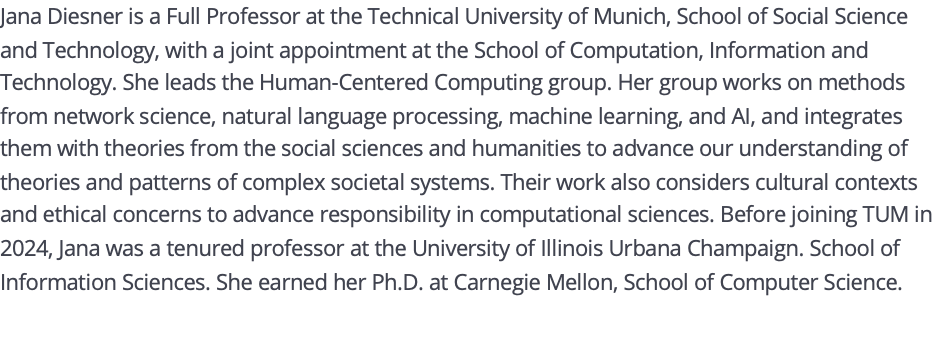 Jana Diesner is a Full Professor at the Technical University of Munich, School of Social Science
and Technology, with a joint appointment at the School of Computation, Information and
Technology. She leads the Human-Centered Computing group. Her group works on methods
from network science, natural language processing, machine learning, and AI, and integrates
them with theories from the social sciences and humanities to advance our understanding of
theories and patterns of complex societal systems. Their work also considers cultural contexts
and ethical concerns to advance responsibility in computational sciences. Before joining TUM in
2024, Jana was a tenured professor at the University of Illinois Urbana Champaign. School of
Information Sciences. She earned her Ph.D. at Carnegie Mellon, School of Computer Science.